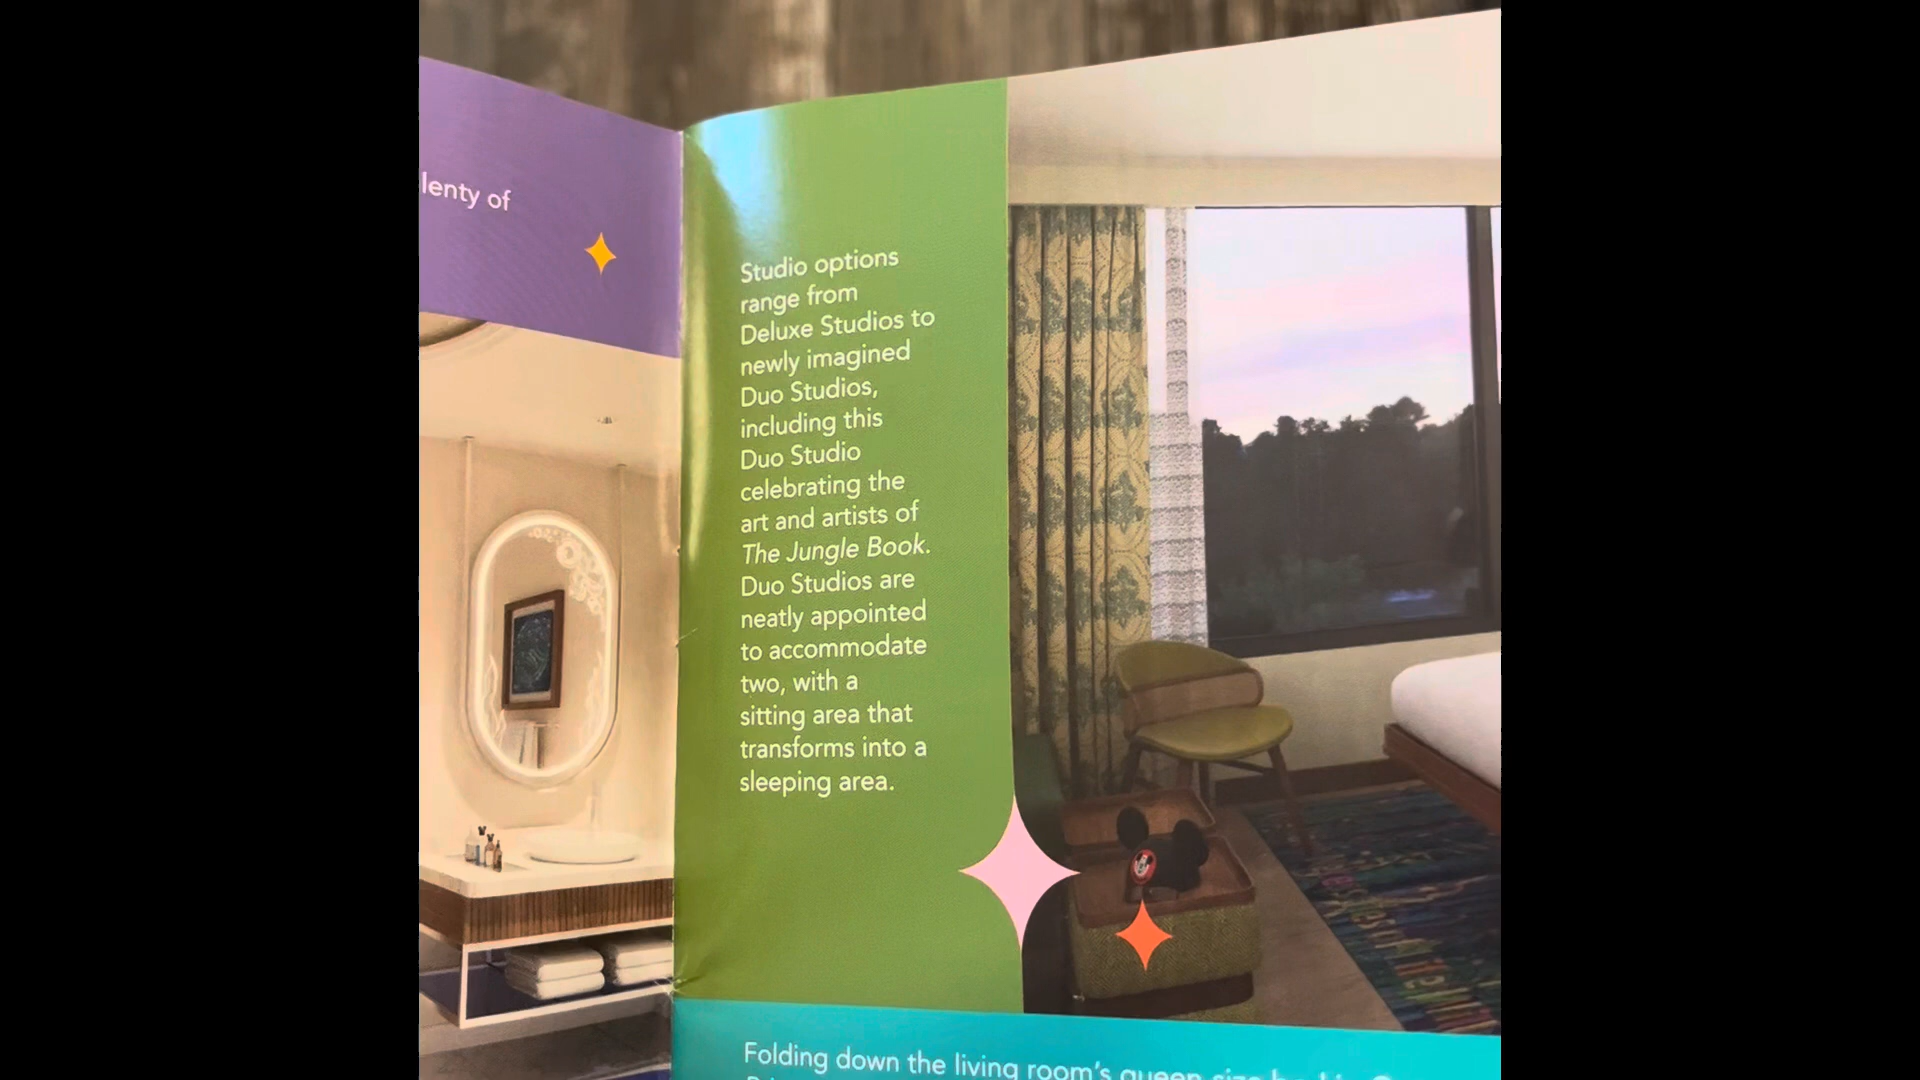 lenty of
Studio options
range from
Deluxe Studios to
newly imagined
Duo Studios,
including this
Duo Studio
celebrating the
art and artists of
The Jungle Book.
Duo Studios are
neatly appointed
to accommodate
two, with a
sitting area that
transforms into a
sleeping area.
Folding down the living room's queen size